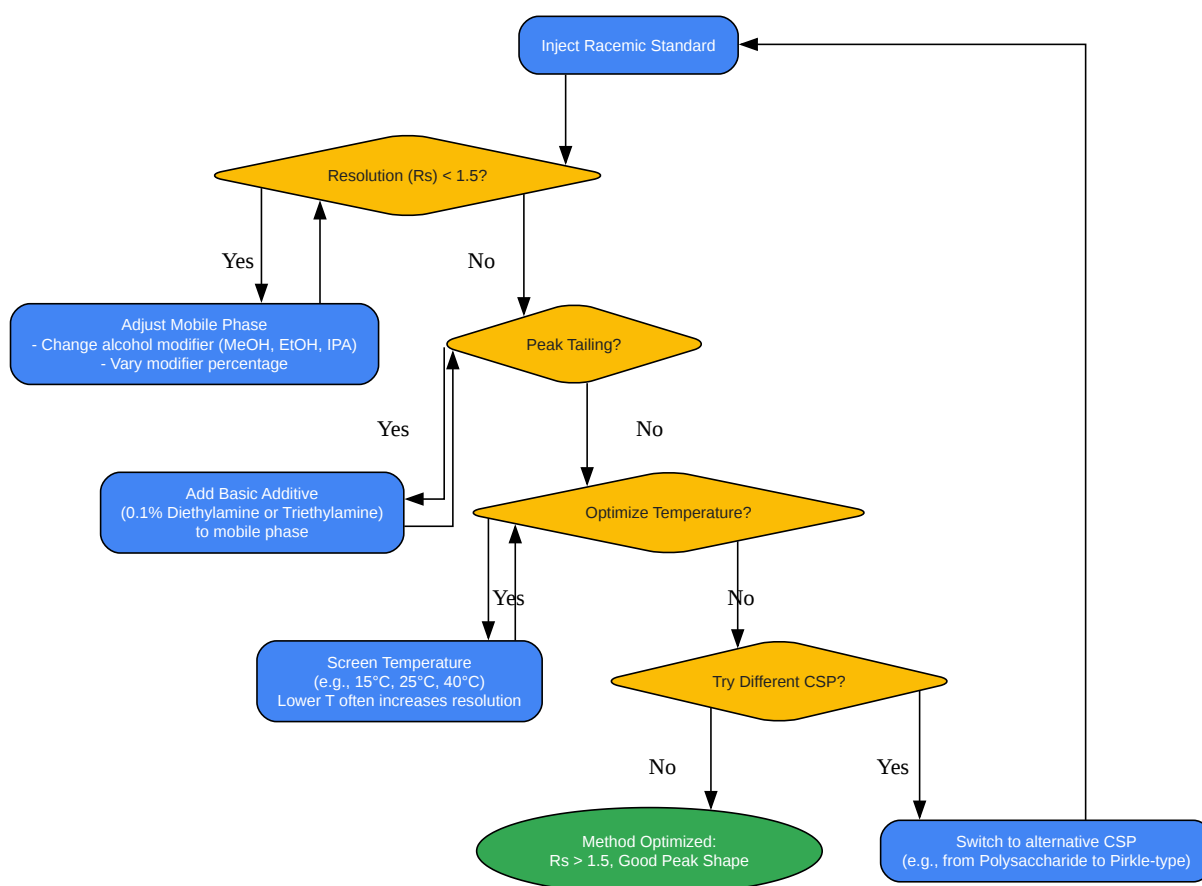 Inject Racemic Standard
Resolution (Rs) < 1.5?
Yes
No
Adjust Mobile Phase
- Change alcohol modifier (MeOH, EtOH, IPA)
- Vary modifier percentage
Peak Tailing?
Yes
No
Add Basic Additive
(0.1% Diethylamine or Triethylamine)
to mobile phase
Optimize Temperature?
Yes
No
Screen Temperature
(e.g., 15°C, 25°C, 40°C)
Lower T often increases resolution
Try Different CSP?
No
Yes
Method Optimized:
Rs > 1.5, Good Peak Shape
Switch to alternative CSP
(e.g., from Polysaccharide to Pirkle-type)